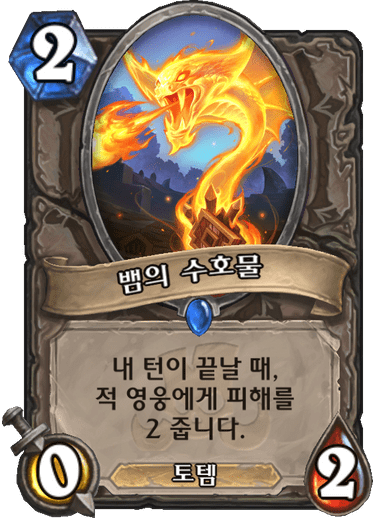 2
뱀의 수호물
내 턴이 끝날 때,
적 영웅에게 피해를
2 줍니다.
0
토템
2